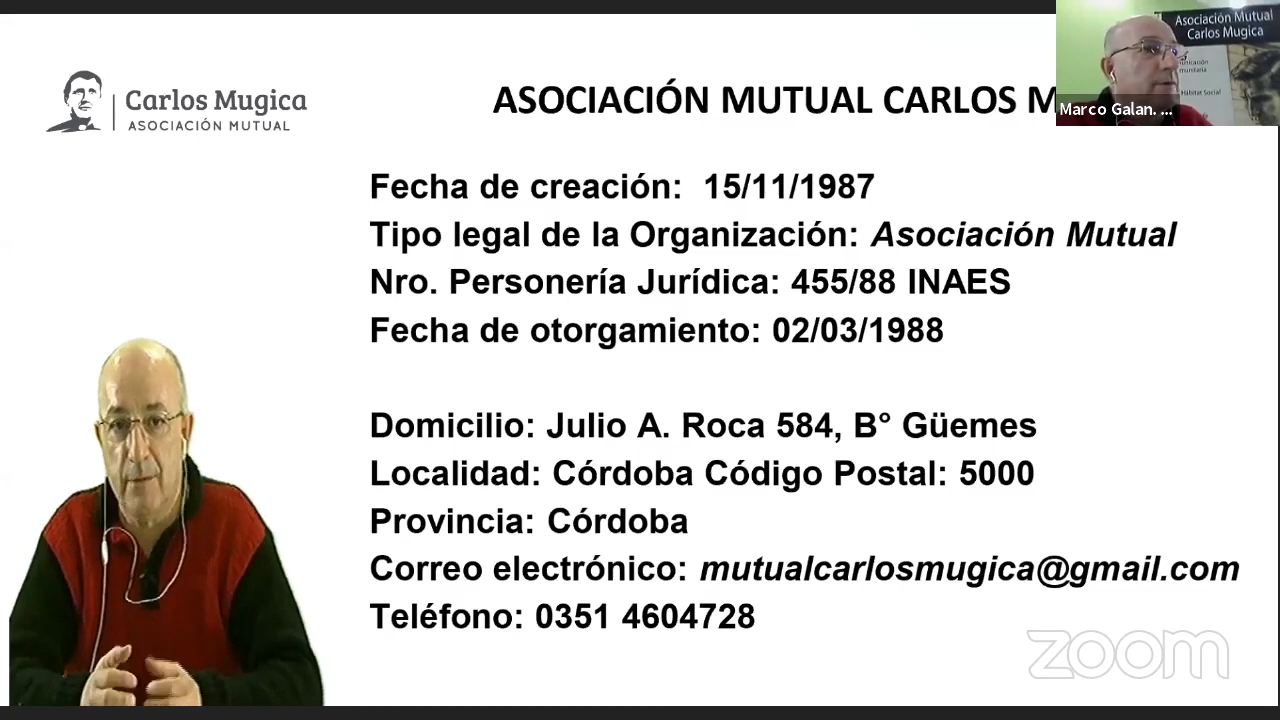 Carlos Mugica
ASOCIACIÓN MUTUAL
ASOCIACIÓN MUTUAL CARLOS M
Asociación Mutual
Carlos Mugica
Hábitat Social
Marco Galan. ...
Fecha de creación: 15/11/1987
Tipo legal de la Organización: Asociación Mutual
Nro. Personería Jurídica: 455/88 INAES
Fecha de otorgamiento: 02/03/1988
Domicilio: Julio A. Roca 584, B° Güemes
Localidad: Córdoba Código Postal: 5000
Provincia: Córdoba
Correo electrónico: mutualcarlosmugica@gmail.com
Teléfono: 0351 4604728
zoom